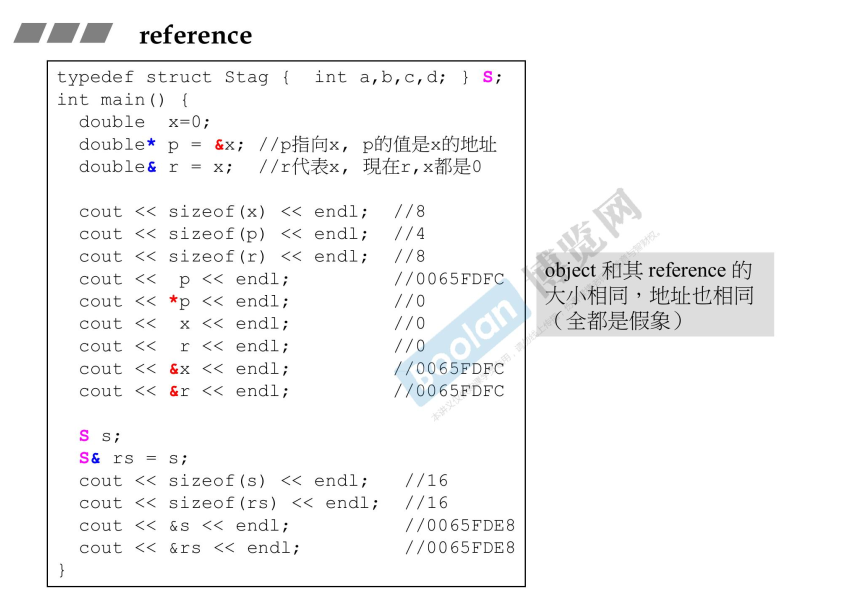 reference
typedef struct Stag {  int a,b,c,d; } S;
int main() {
  double  x=0;
  double* p = &x; //p指向x, p的值是x的地址
  double& r = x;  //r代表x, 現在r,x都是0

  cout << sizeof(x) << endl;  //8
  cout << sizeof(p) << endl;  //4
  cout << sizeof(r) << endl;  //8
  cout <<  p << endl;         //0065FDFC
  cout << *p << endl;         //0
  cout <<  x << endl;         //0
  cout <<  r << endl;         //0
  cout << &x << endl;         //0065FDFC
  cout << &r << endl;         //0065FDFC

  S s;
  S& rs = s;
  cout << sizeof(s) << endl;   //16
  cout << sizeof(rs) << endl;  //16
  cout << &s << endl;          //0065FDE8
  cout << &rs << endl;         //0065FDE8
}
object 和其 reference 的
大小相同，地址也相同
（全都是假象）
Boolan 博览网